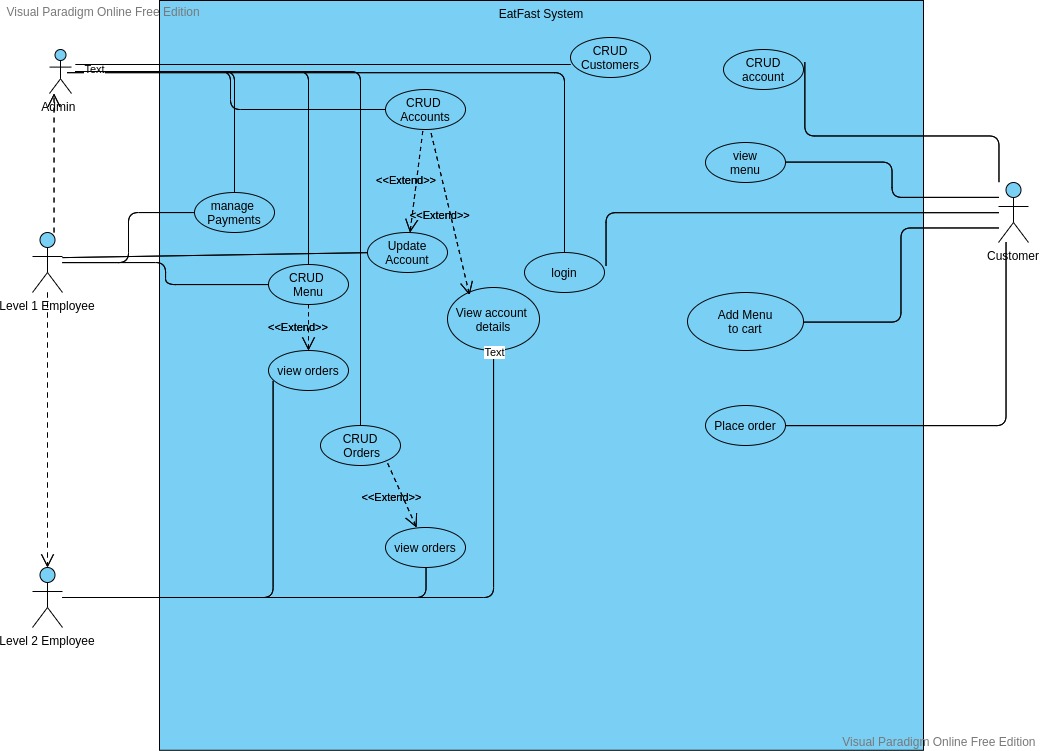 Visual Paradigm Online Free Edition
EatFast System
CRUD
Customers
CRUD
account
Text
Admin
CRUD
Accounts
view
menu
<<Extend>>
<<Extend>>
manage
Payments
Update
Account
login
Customer
CRUD
Menu
Level 1 Employee
View account
details
Add Menu
to cart
<<Extend>>
Text
view orders
Place order
CRUD
Orders
<<Extend>>
view orders
Level 2 Employee
Visual Paradigm Online Free Edition